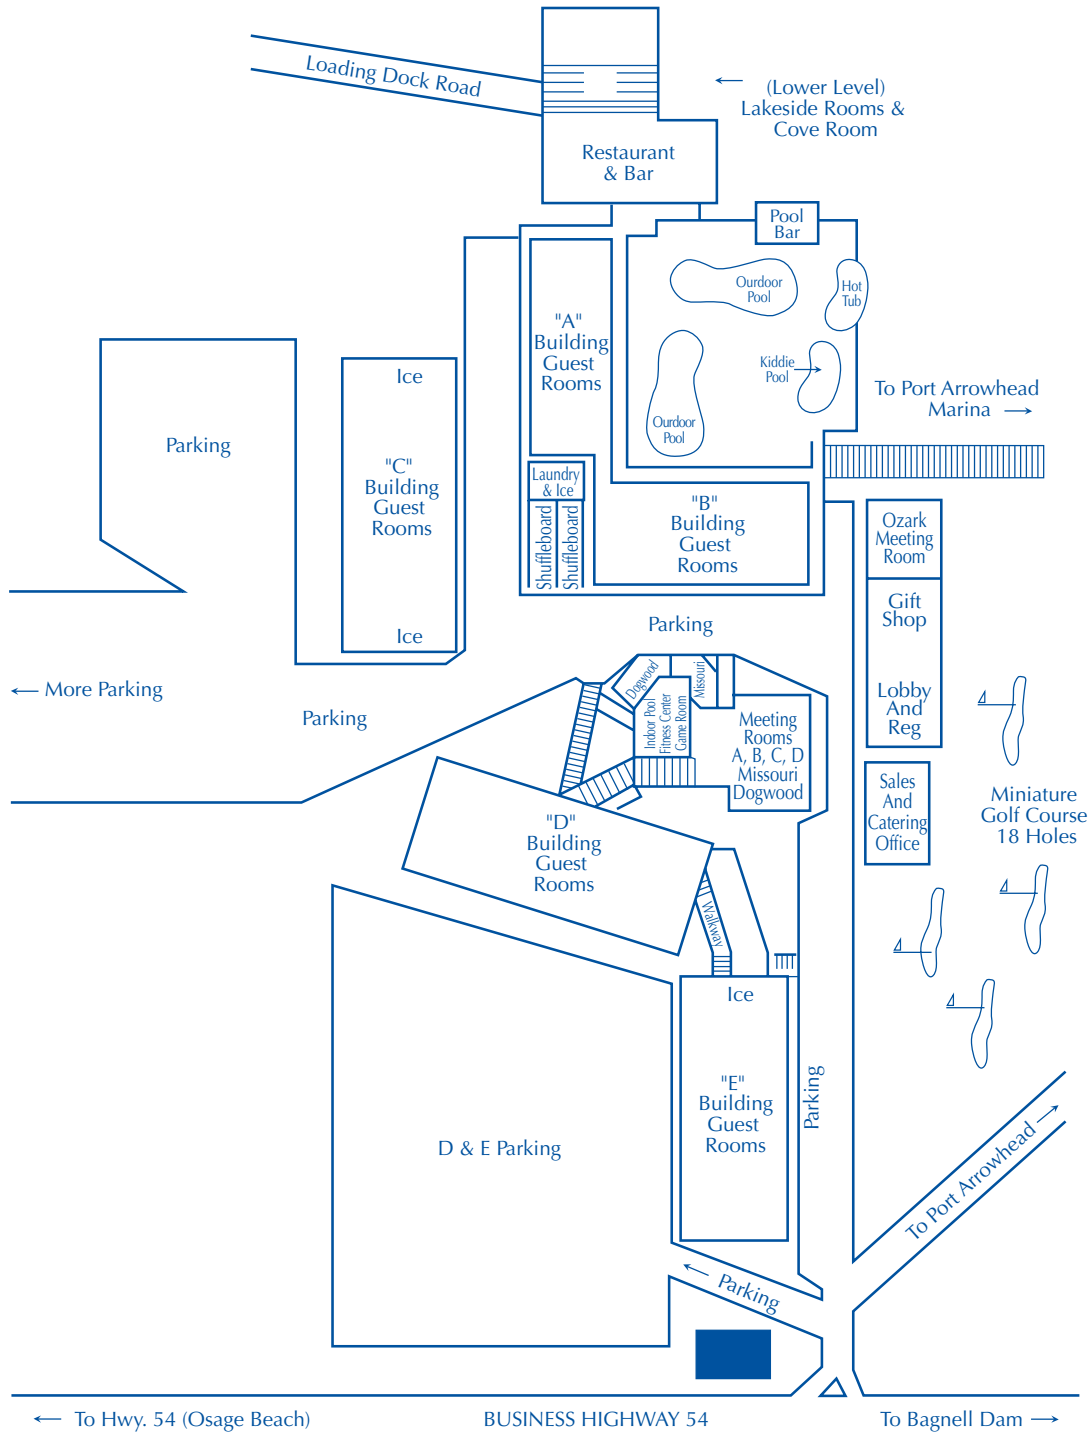 Loading Dock Road
(Lower Level)
Lakeside Rooms &
Cove Room
Restaurant
& Bar
Pool
Bar
Ourdoor
Pool
Hot
Tub
"A"
Building
Guest
Rooms
Kiddie
Pool
Ourdoor
Pool
To Port Arrowhead
Marina
Ice
Parking
"C"
Building
Guest
Rooms
Ice
Laundry
& Ice
Shuffleboard
Shuffleboard
"B"
Building
Guest
Rooms
Ozark
Meeting
Room
Gift
Shop
Lobby
And
Reg
Parking
More Parking
Parking
Dogwood
Missouri
Indoor Pool
Fitness Center
Game Room
Meeting
Rooms
A, B, C, D
Missouri
Dogwood
Sales
And
Catering
Office
Miniature
Golf Course
18 Holes
"D"
Building
Guest
Rooms
Walkway
Ice
"E"
Building
Guest
Rooms
Parking
D & E Parking
To Port Arrowhead
Parking
To Hwy. 54 (Osage Beach)
BUSINESS HIGHWAY 54
To Bagnell Dam